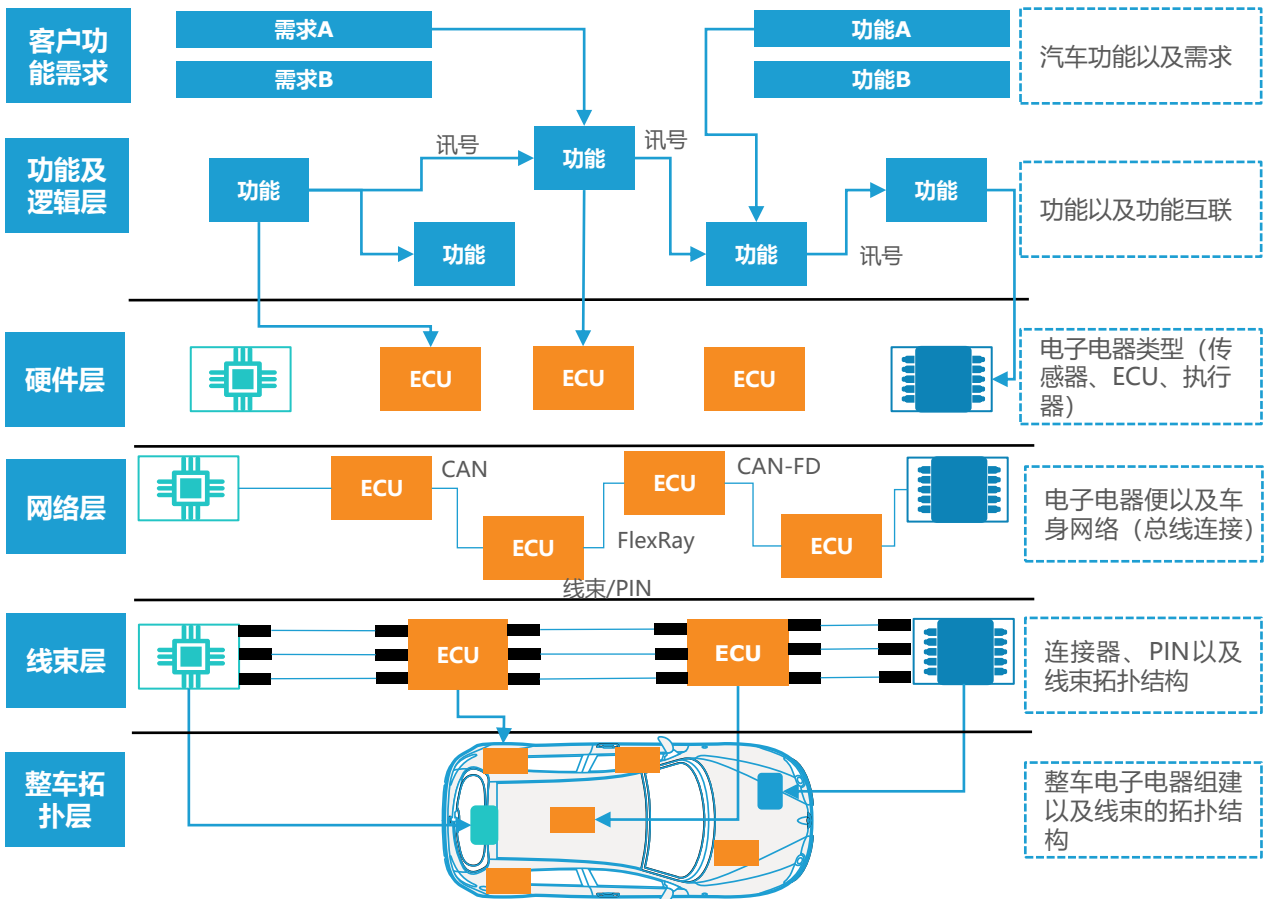 客户功
能需求
需求A
需求B
功能A
功能B
汽车功能以及需求
功能及
逻辑层
功能
讯号
功能
功能
讯号
功能
讯号
功能
功能以及功能互联
硬件层
ECU
ECU
ECU
电子电器类型（传
感器、ECU、执行
器）
网络层
ECU
CAN
ECU
FlexRay
ECU
CAN-FD
ECU
电子电器便以及车
身网络（总线连接）
线束/PIN
线束层
ECU
ECU
连接器、PIN以及
线束拓扑结构
整车拓
扑层
整车电子电器组建
以及线束的拓扑结
构